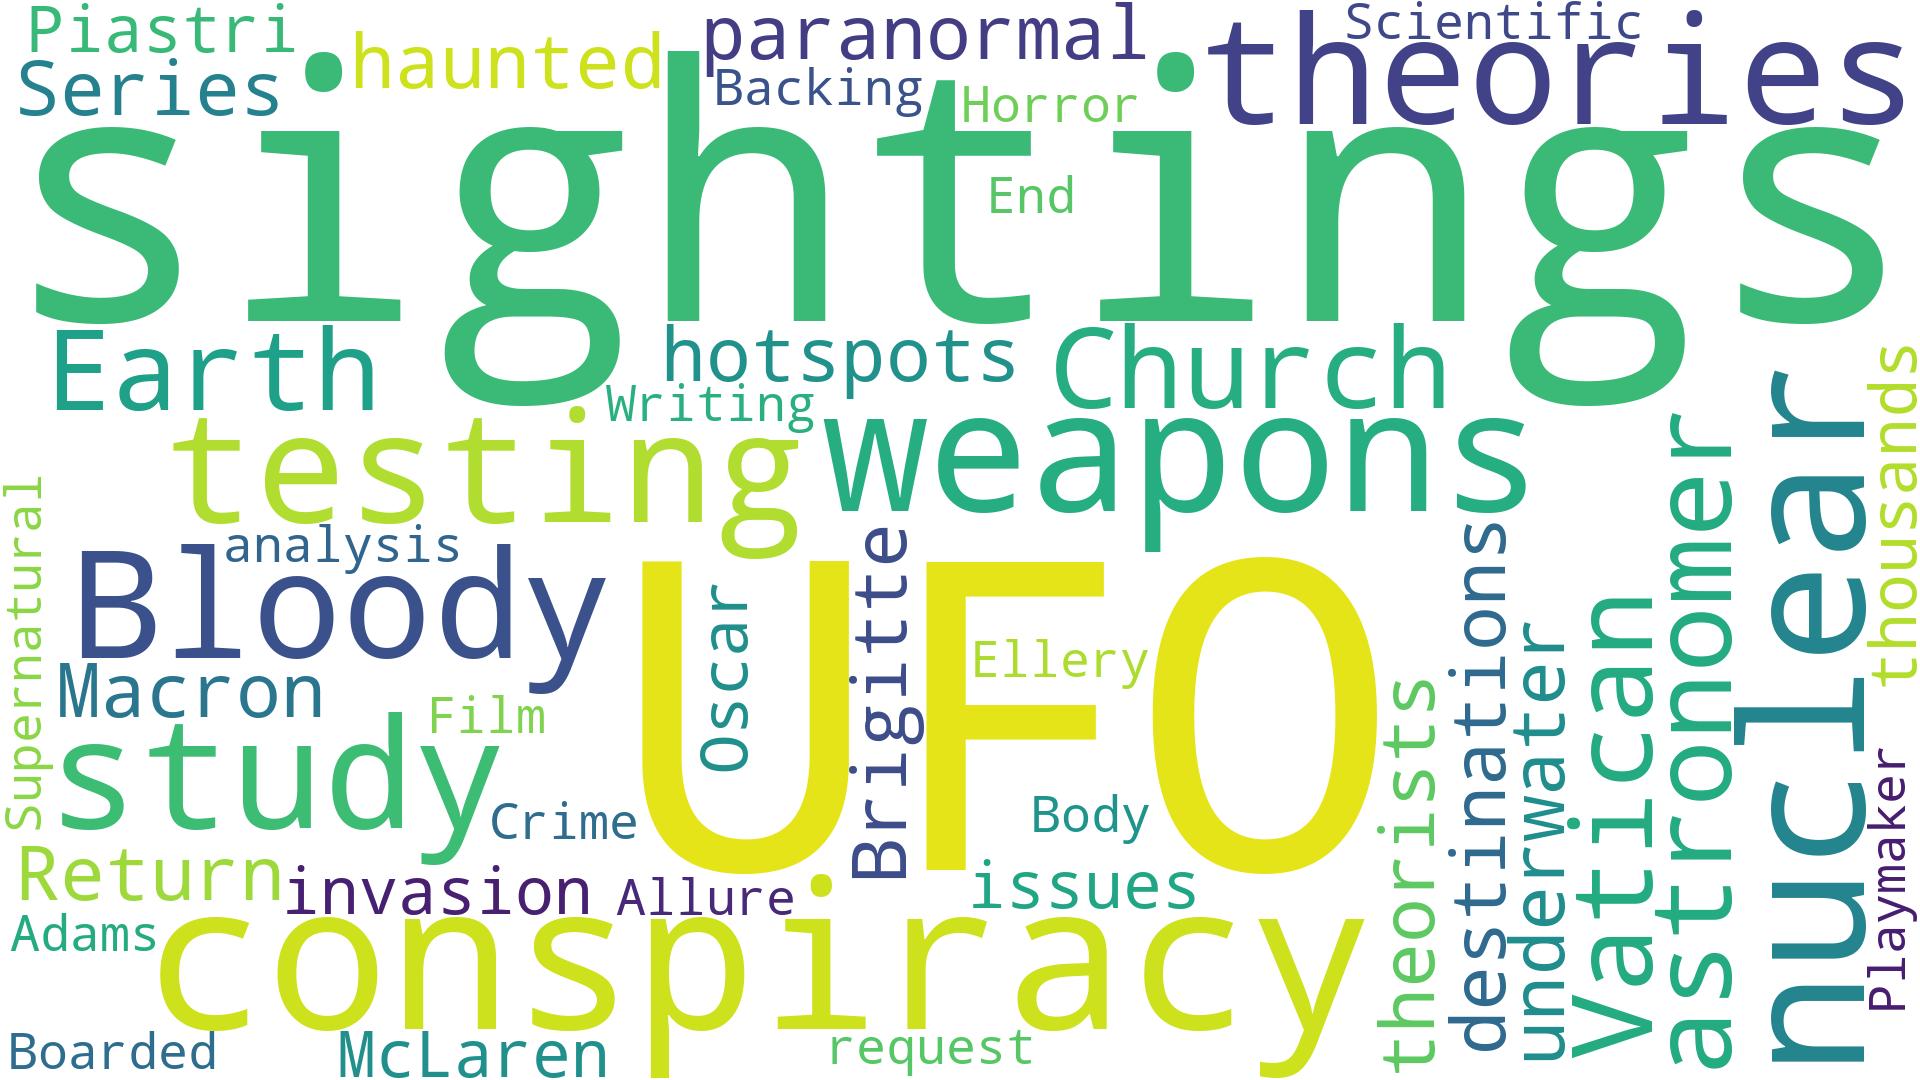 Piastri
haunted
paranormal
Scientific
Series
Backing
Horror
theories
sightings
End
Earth
hotspots
Church
Writing
testing
weapons
thousands
Supernatural
analysis
Bloody
UFO
Oscar
Brigitte
Ellery
Macron
Film
study
Crime
Body
theorists
destinations
underwater
Vatican
astronomer
nuclear
Playmaker
Return
invasion
Allure
issues
Adams
conspiracy
Boarded
McLaren
request